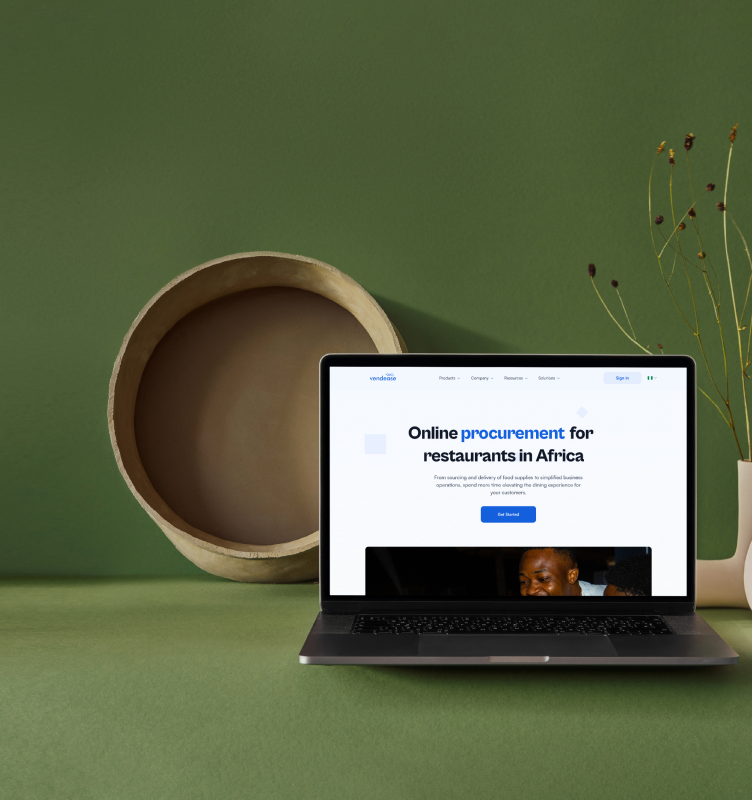 vendease
Products
Company
Resources
Solutions
Sign In
Online procurement for
restaurants in Africa
From sourcing and delivery of food supplies to simplified business
operations, spend more time elevating the dining experience for
your customers.
Get Started